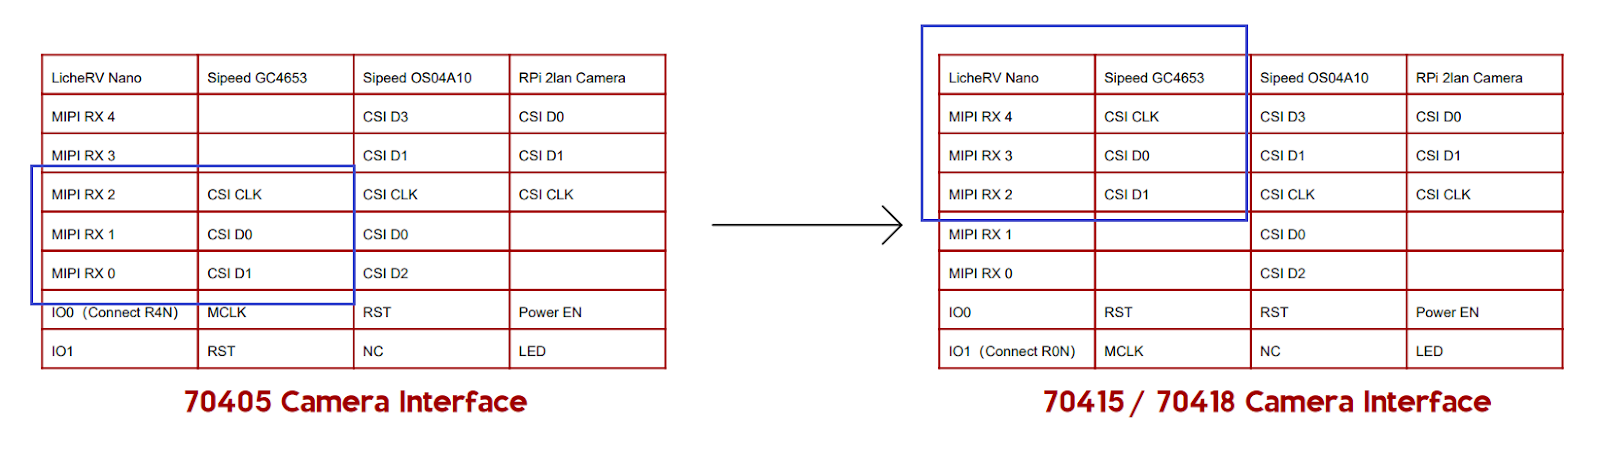 LicheRV Nano Sipeed GC4653 Sipeed OS04A10 RPi 2lan Camera
MIPI RX 4 CSI D3 CSI D0
MIPI RX 3 CSI D1 CSI D1
MIPI RX 2 CSI CLK CSI CLK CSI CLK
MIPI RX 1 CSI D0 CSI D0
MIPI RX 0 CSI D1 CSI D2
IO0（Connect R4N） MCLK RST Power EN
IO1 RST NC LED
70405 Camera Interface
LicheRV Nano Sipeed GC4653 Sipeed OS04A10 RPi 2lan Camera
MIPI RX 4 CSI CLK CSI D3 CSI D0
MIPI RX 3 CSI D0 CSI D1 CSI D1
MIPI RX 2 CSI D1 CSI CLK CSI CLK
MIPI RX 1 CSI D0
MIPI RX 0 CSI D2
IO0 RST RST Power EN
IO1（Connect R0N） MCLK NC LED
70415 / 70418 Camera Interface